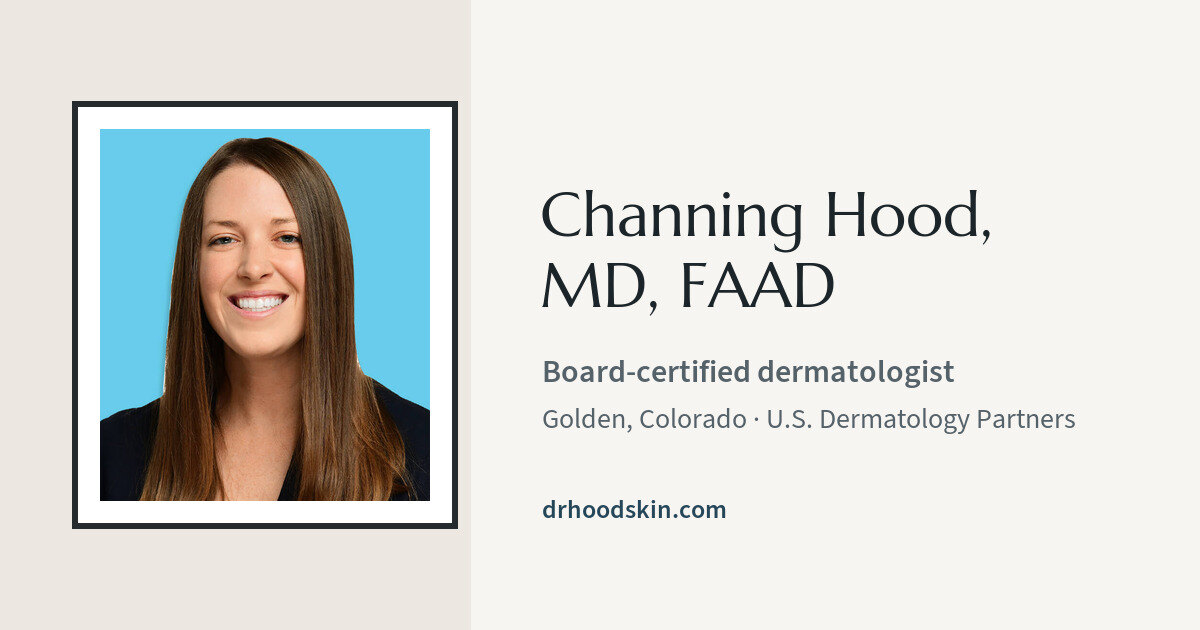 Channing Hood,
MD, FAAD
Board-certified dermatologist
Golden, Colorado · U.S. Dermatology Partners
drhoodskin.com